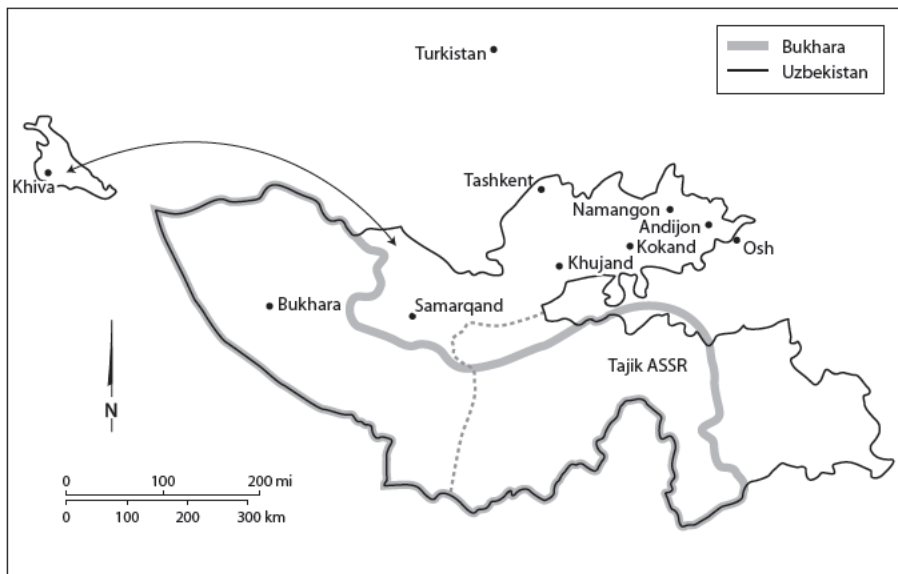 Turkistan
Bukhara
Uzbekistan
Khiva
Tashkent
Namangon
Andijon
Kokand
Osh
Khujand
Bukhara
Samarqand
Tajik ASSR
N
0 100 200 mi
0 100 200 300 km